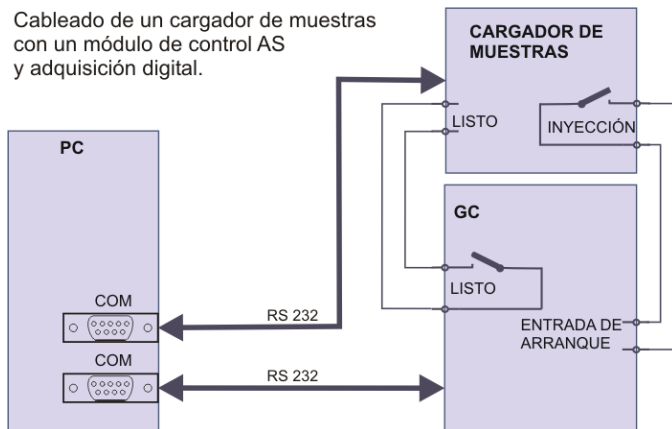 Cableado de un cargador de muestras
con un módulo de control AS
y adquisición digital.
CARGADOR DE
MUESTRAS
LISTO
INYECCIÓN
PC
GC
LISTO
COM
RS 232
ENTRADA DE
ARRANQUE
COM
RS 232